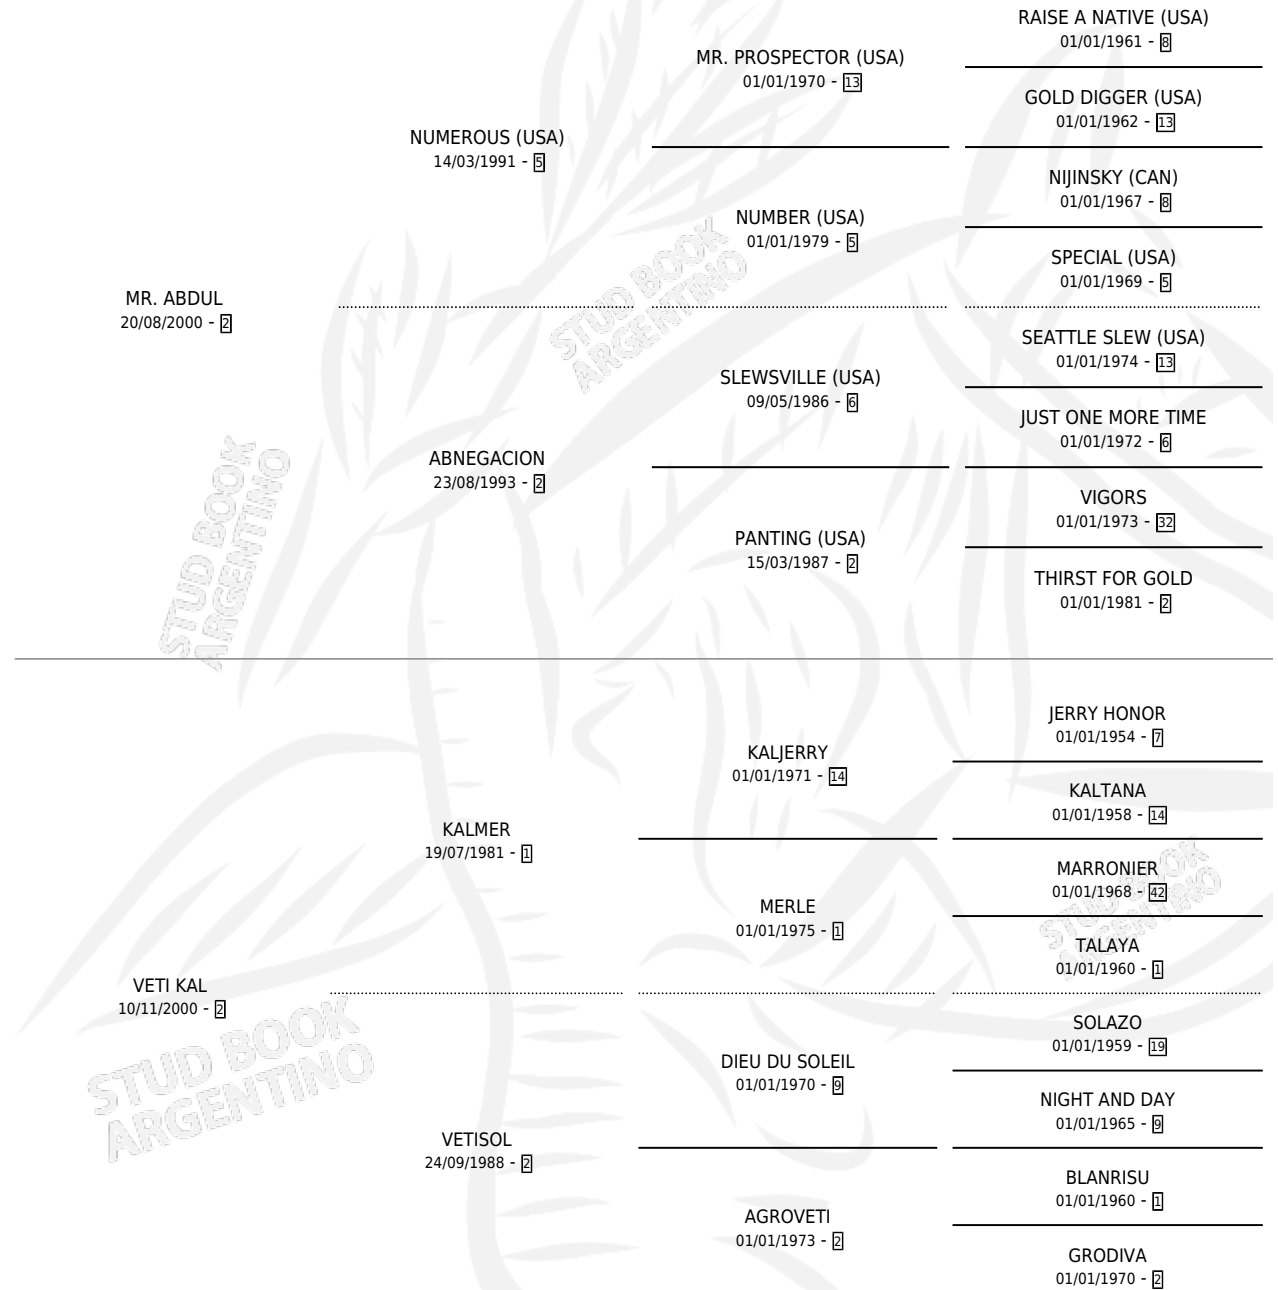 RAISE A NATIVE (USA)
01/01/1961 - 8
MR. PROSPECTOR (USA)
01/01/1970 - 13
GOLD DIGGER (USA)
01/01/1962 - 13
NUMEROUS (USA)
14/03/1991 - 5
NIJINSKY (CAN)
01/01/1967 - 8
NUMBER (USA)
01/01/1979 - 5
SPECIAL (USA)
01/01/1969 - 5
MR. ABDUL
20/08/2000 - 2
SEATTLE SLEW (USA)
01/01/1974 - 13
SLEWSVILLE (USA)
09/05/1986 - 6
JUST ONE MORE TIME
01/01/1972 - 6
ABNEGACION
23/08/1993 - 2
VIGORS
01/01/1973 - 32
PANTING (USA)
15/03/1987 - 2
THIRST FOR GOLD
01/01/1981 - 2
JERRY HONOR
01/01/1954 - 7
KALJERRY
01/01/1971 - 14
KALTANA
01/01/1958 - 14
KALMER
19/07/1981 - 1
MARRONIER
01/01/1968 - 42
MERLE
01/01/1975 - 1
TALAYA
01/01/1960 - 1
VETI KAL
10/11/2000 - 2
SOLAZO
01/01/1959 - 19
DIEU DU SOLEIL
01/01/1970 - 9
NIGHT AND DAY
01/01/1965 - 9
VETISOL
24/09/1988 - 2
BLANRISU
01/01/1960 - 1
AGROVETI
01/01/1973 - 2
GRODIVA
01/01/1970 - 2
STUD BOOK
ARGENTINO
STUD BOOK
ARGENTINO
STUD BOOK
ARGENTINO
STUD BOOK
ARGENTINO